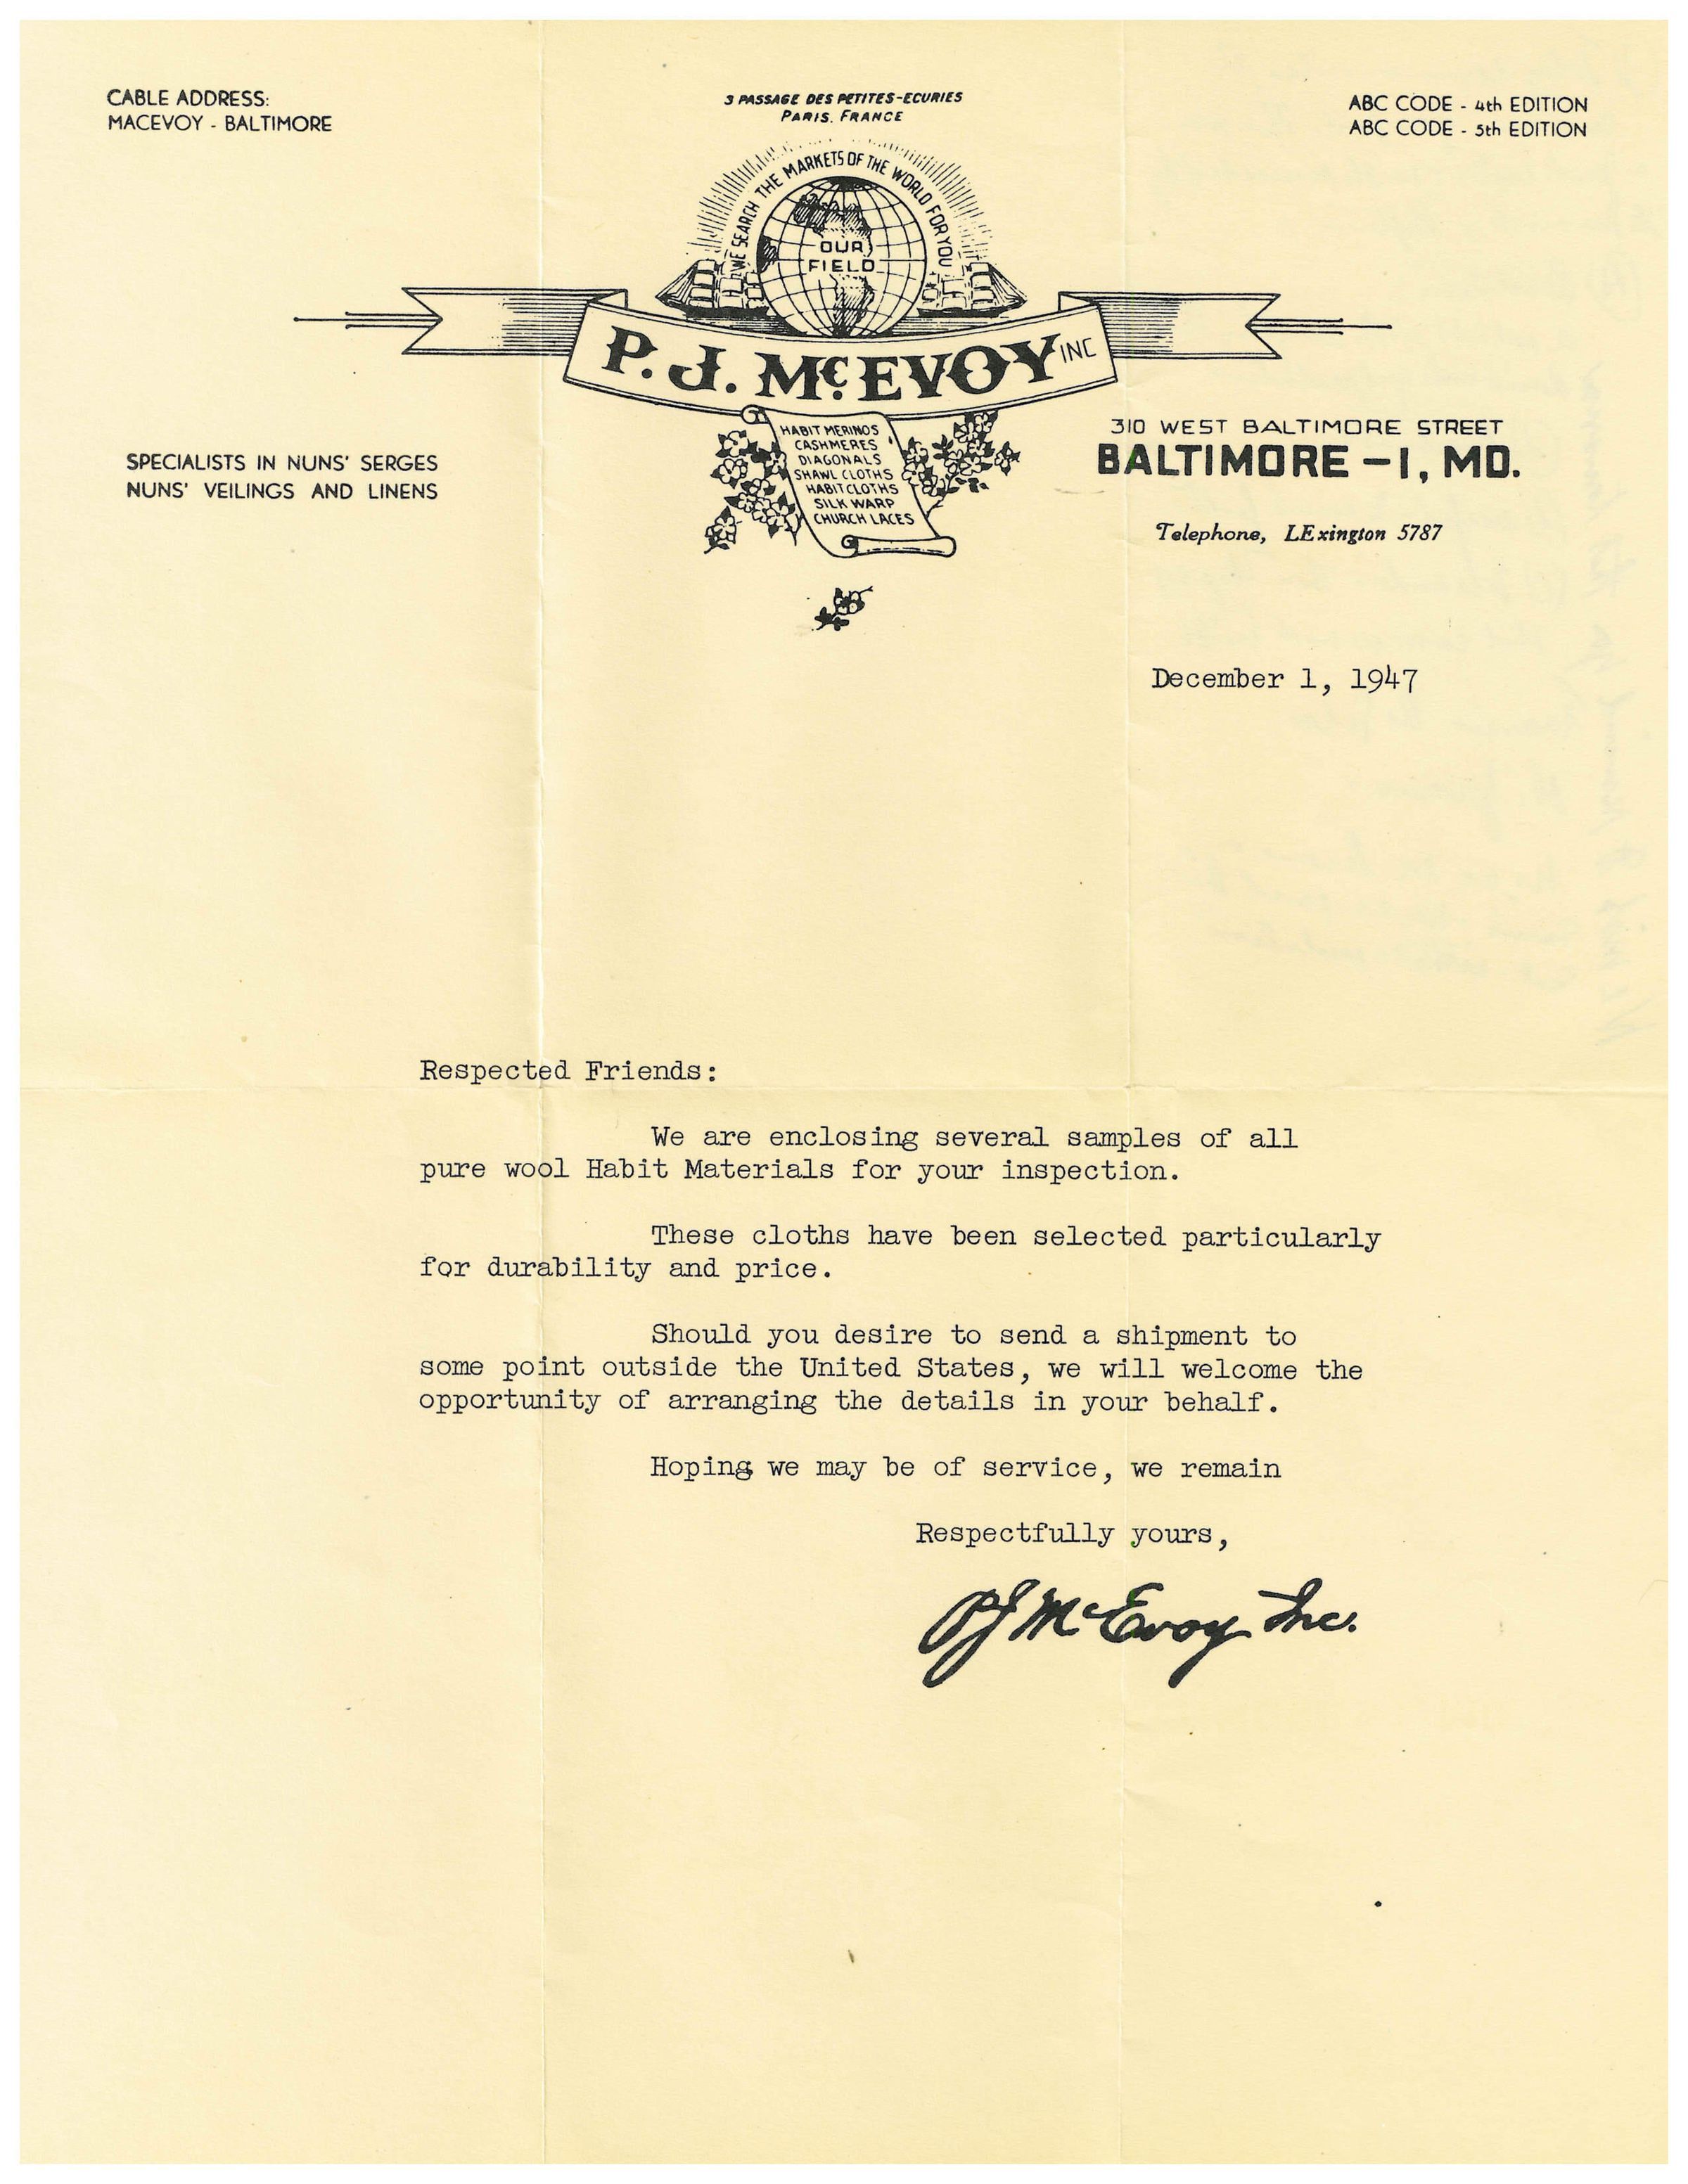 CABLE ADDRESS:
MACEVOY - BALTIMORE
3 PASSAGE DES PETITES-ECURIES
PARIS. FRANCE
ABC CODE - 4th EDITION
ABC CODE - 5th EDITION
WE SEARCH THE MARKETS OF THE WORLD FOR YOU
OUR
FIELD
P. J. McEVOY INC
HABIT MERINOS
CASHMERES
DIAGONALS
SHAWL CLOTHS
HABIT CLOTHS
SILK WARP
CHURCH LACES
SPECIALISTS IN NUNS' SERGES
NUNS' VEILINGS AND LINENS
310 WEST BALTIMORE STREET
BALTIMORE - 1, MD.
Telephone, LExington 5787
December 1, 1947
Respected Friends:
We are enclosing several samples of all
pure wool Habit Materials for your inspection.
These cloths have been selected particularly
for durability and price.
Should you desire to send a shipment to
some point outside the United States, we will welcome the
opportunity of arranging the details in your behalf.
Hoping we may be of service, we remain
Respectfully yours,
PJ McEvoy Inc.